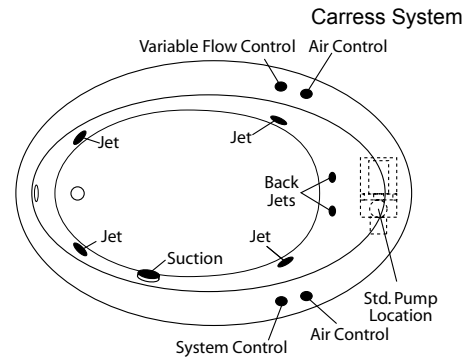 Carress System
Variable Flow Control
Air Control
Jet
Jet
Back
Jets
Jet
Suction
Jet
Std. Pump
Location
System Control
Air Control